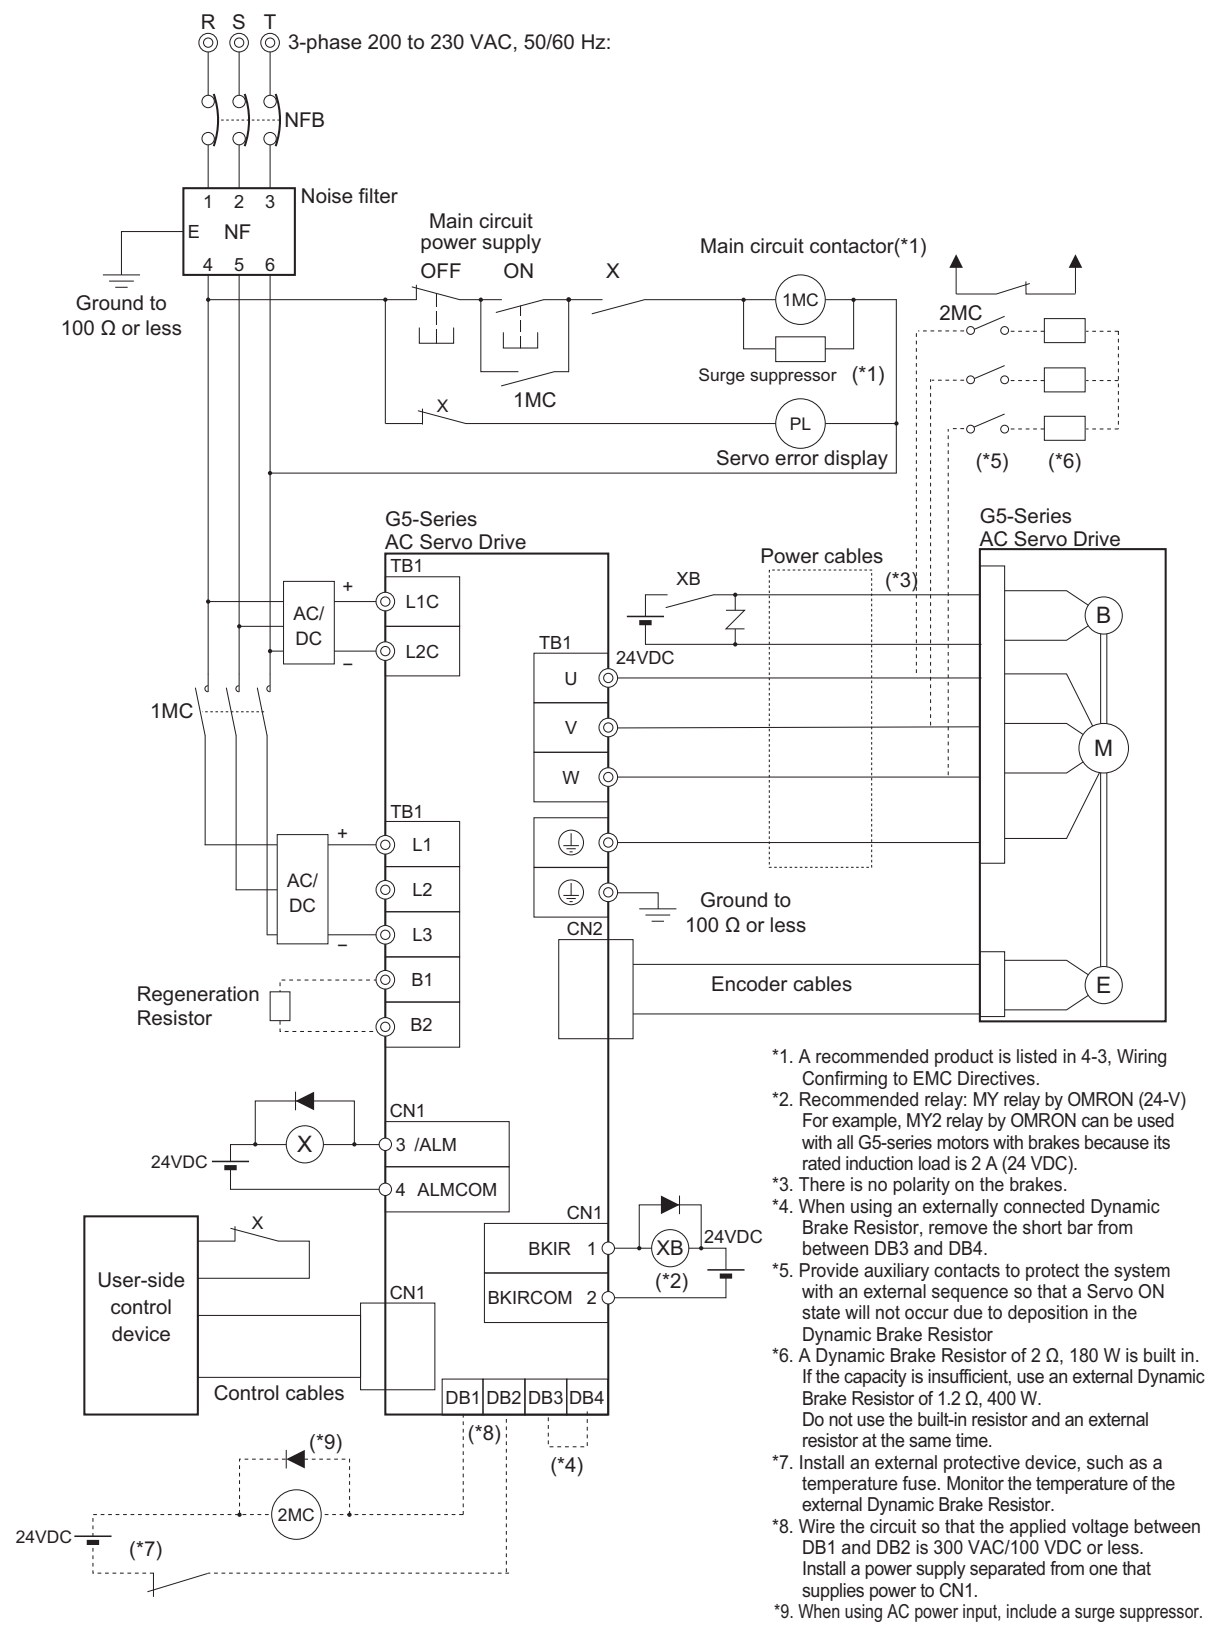 R S T
3-phase 200 to 230 VAC, 50/60 Hz:
NFB
Noise filter
1 2 3
E NF
4 5 6
Ground to
100 Ω or less
Main circuit
power supply
OFF ON X
Main circuit contactor(*1)
1MC
Surge suppressor (*1)
1MC
X
PL
Servo error display
2MC
(*5) (*6)
G5-Series
AC Servo Drive
TB1
+
AC/
DC
−
L1C
L2C
1MC
TB1
+
AC/
DC
−
L1
L2
L3
B1
B2
Regeneration
Resistor
XB
24VDC
Power cables
(*3)
TB1
U
V
W
Ground to
100 Ω or less
CN2
Encoder cables
G5-Series
AC Servo Drive
B
M
E
CN1
X
24VDC
3 /ALM
4 ALMCOM
User-side
control
device
X
CN1
Control cables
CN1
BKIR 1
BKIRCOM 2
XB
(*2)
24VDC
DB1 DB2 DB3 DB4
(*8)
(*4)
(*9)
2MC
24VDC
(*7)
*1. A recommended product is listed in 4-3, Wiring
Confirming to EMC Directives.
*2. Recommended relay: MY relay by OMRON (24-V)
For example, MY2 relay by OMRON can be used
with all G5-series motors with brakes because its
rated induction load is 2 A (24 VDC).
*3. There is no polarity on the brakes.
*4. When using an externally connected Dynamic
Brake Resistor, remove the short bar from
between DB3 and DB4.
*5. Provide auxiliary contacts to protect the system
with an external sequence so that a Servo ON
state will not occur due to deposition in the
Dynamic Brake Resistor
*6. A Dynamic Brake Resistor of 2 Ω, 180 W is built in.
If the capacity is insufficient, use an external Dynamic
Brake Resistor of 1.2 Ω, 400 W.
Do not use the built-in resistor and an external
resistor at the same time.
*7. Install an external protective device, such as a
temperature fuse. Monitor the temperature of the
external Dynamic Brake Resistor.
*8. Wire the circuit so that the applied voltage between
DB1 and DB2 is 300 VAC/100 VDC or less.
Install a power supply separated from one that
supplies power to CN1.
*9. When using AC power input, include a surge suppressor.